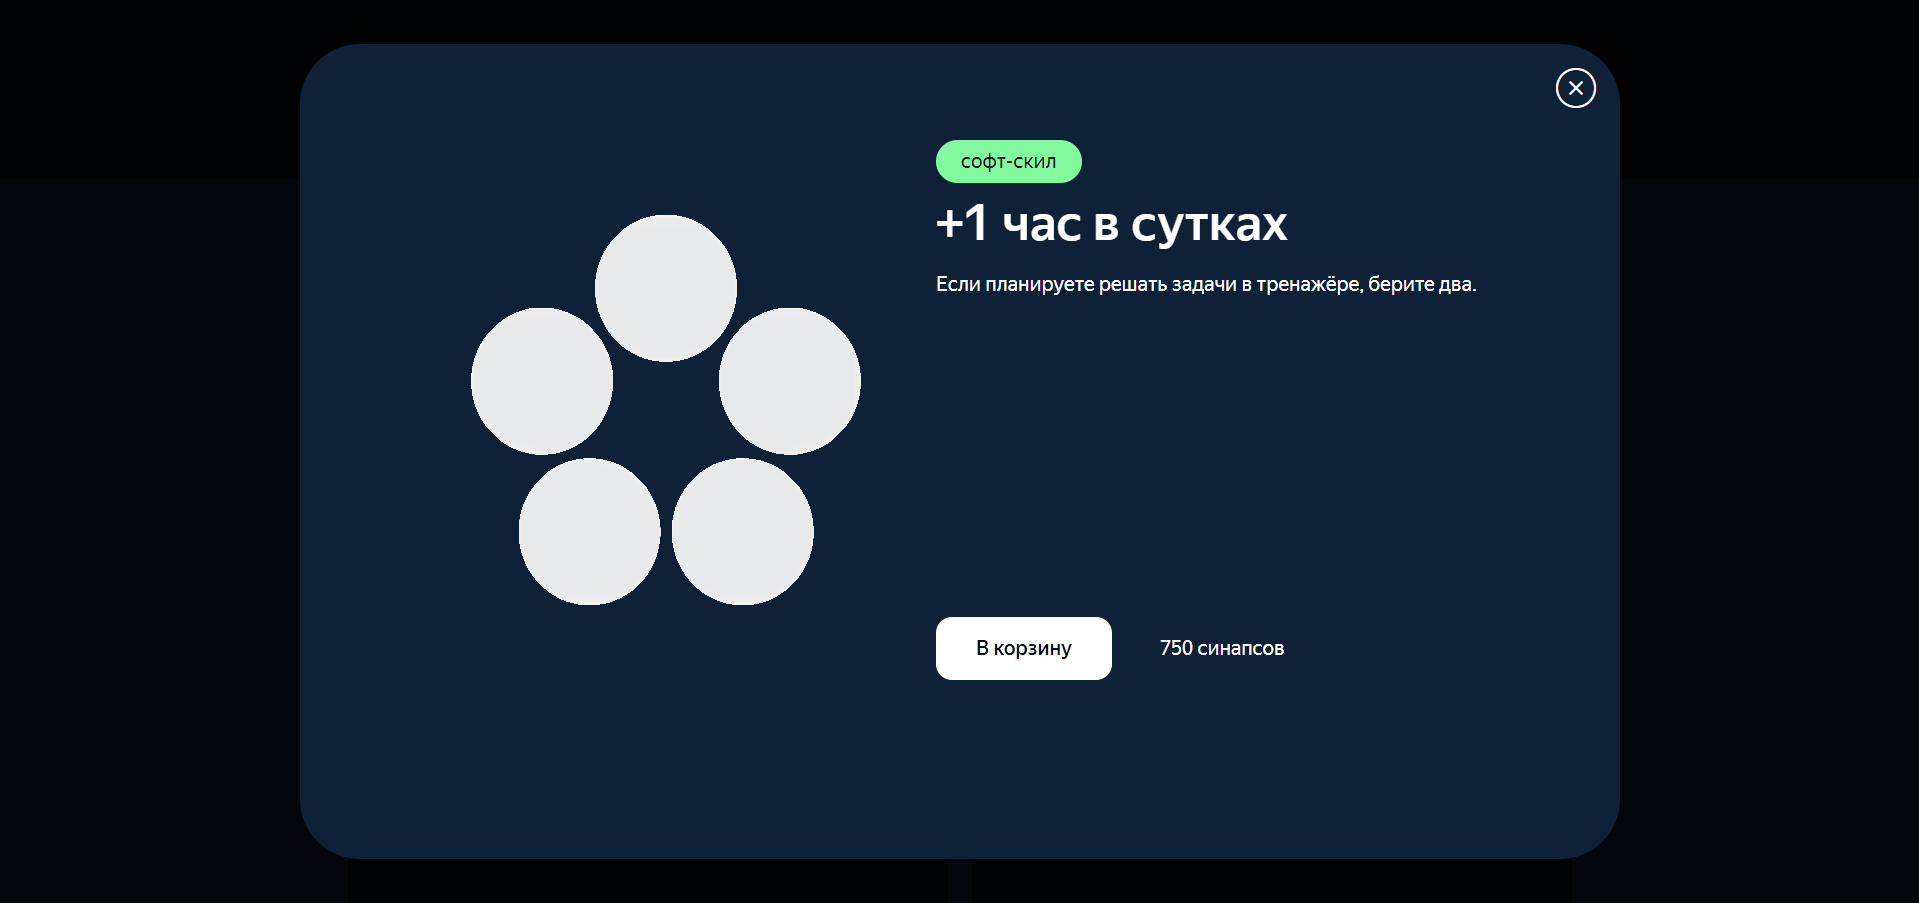 софт-скил
+1 час в сутках
Если планируете решать задачи в тренажёре, берите два.
В корзину
750 синапсов